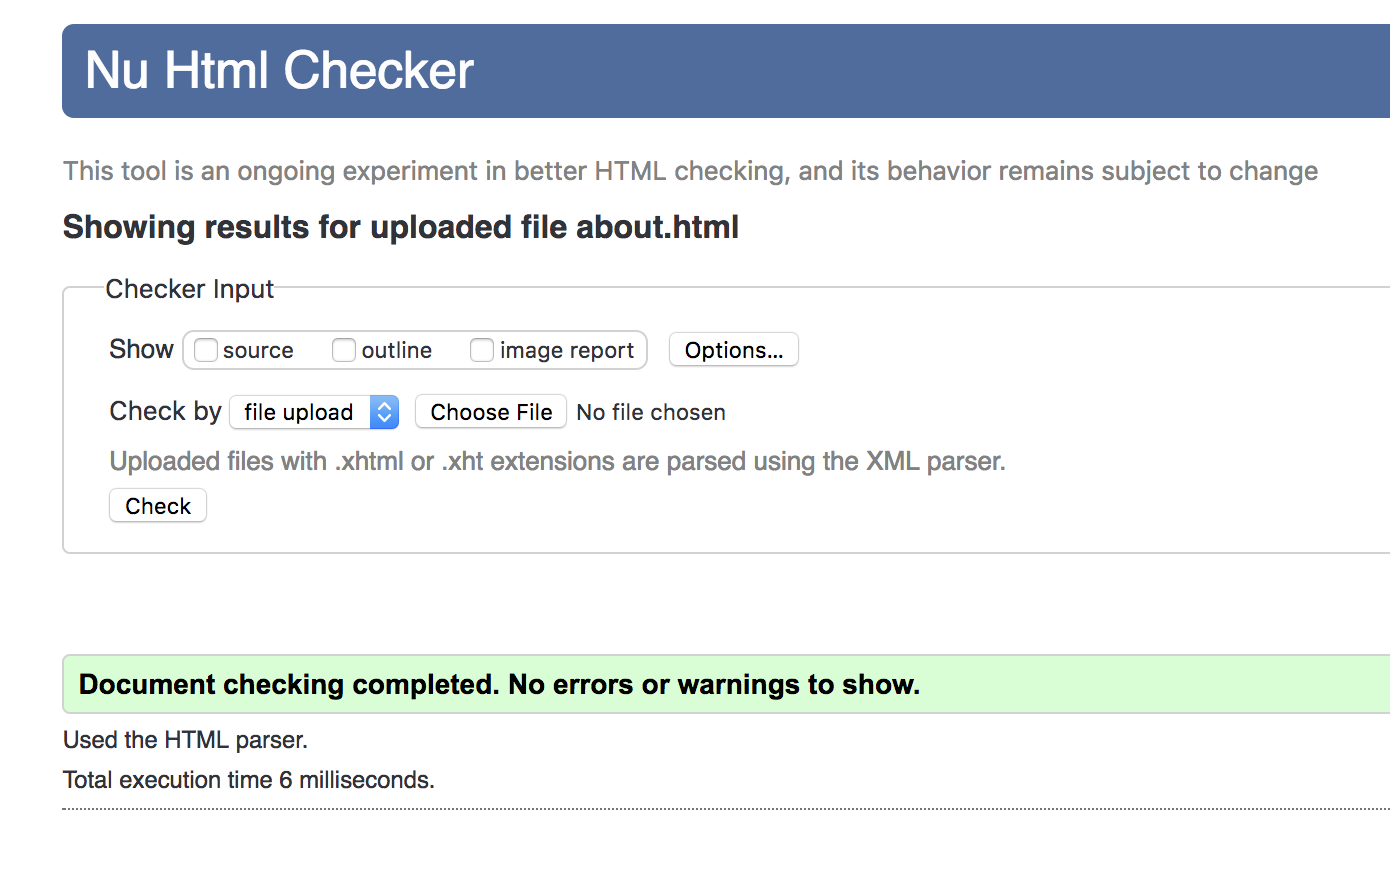 Nu Html Checker
This tool is an ongoing experiment in better HTML checking, and its behavior remains subject to change
Showing results for uploaded file about.html
Checker Input
Show source outline image report Options...
Check by file upload Choose File No file chosen
Uploaded files with .xhtml or .xht extensions are parsed using the XML parser.
Check
Document checking completed. No errors or warnings to show.
Used the HTML parser.
Total execution time 6 milliseconds.